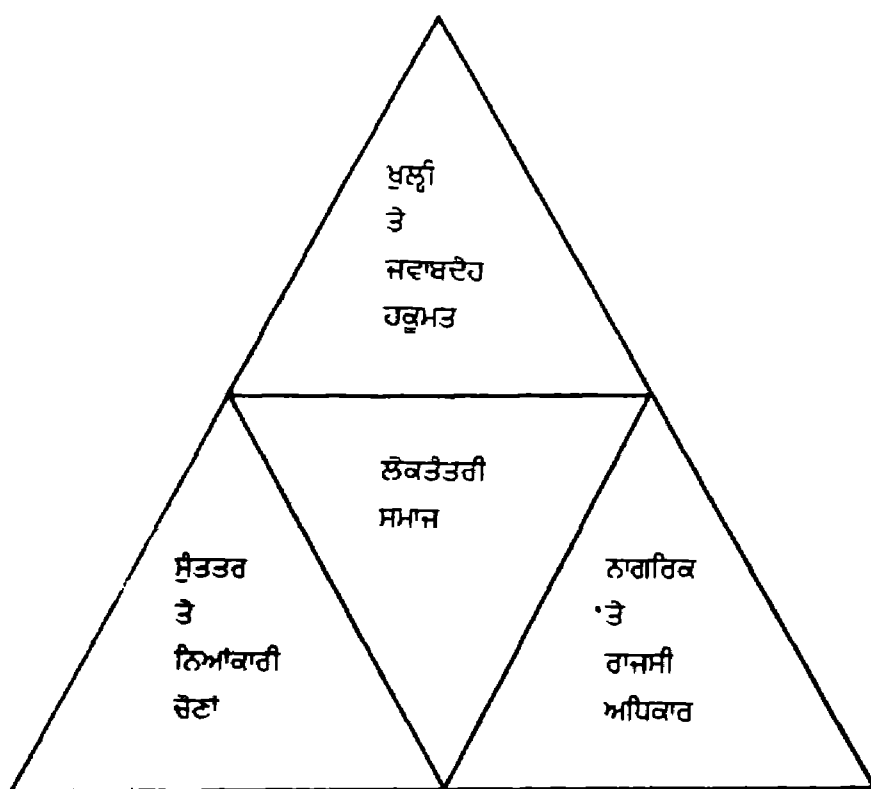 ਖੁਲ੍ਹੀ
ਤੇ
ਜਵਾਬਦੇਹ
ਹਕੂਮਤ
ਲੋਕਤੰਤਰੀ
ਸਮਾਜ
ਸੁੰਤਤਰ
ਤੇ
ਨਿਆਂਕਾਰੀ
ਚੌਣਾਂ
ਨਾਗਰਿਕ
'ਤੇ
ਰਾਜਸੀ
ਅਧਿਕਾਰ